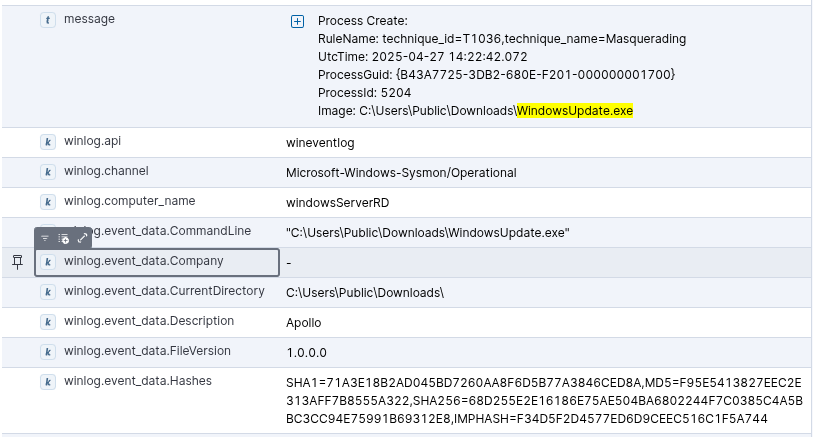 t message Process Create:
RuleName: technique_id=T1036,technique_name=Masquerading
UtcTime: 2025-04-27 14:22:42.072
ProcessGuid: {B43A7725-3DB2-680E-F201-000000001700}
ProcessId: 5204
Image: C:\Users\Public\Downloads\WindowsUpdate.exe
k winlog.api wineventlog
k winlog.channel Microsoft-Windows-Sysmon/Operational
k winlog.computer_name windowsServerRD
.event_data.CommandLine "C:\Users\Public\Downloads\WindowsUpdate.exe"
k winlog.event_data.Company -
k winlog.event_data.CurrentDirectory C:\Users\Public\Downloads\
k winlog.event_data.Description Apollo
k winlog.event_data.FileVersion 1.0.0.0
k winlog.event_data.Hashes SHA1=71A3E18B2AD045BD7260AA8F6D5B77A3846CED8A,MD5=F95E5413827EEC2E
313AFF7B8555A322,SHA256=68D255E2E16186E75AE504BA6802244F7C0385C4A5B
BC3CC94E75991B69312E8,IMPHASH=F34D5F2D4577ED6D9CEEC516C1F5A744